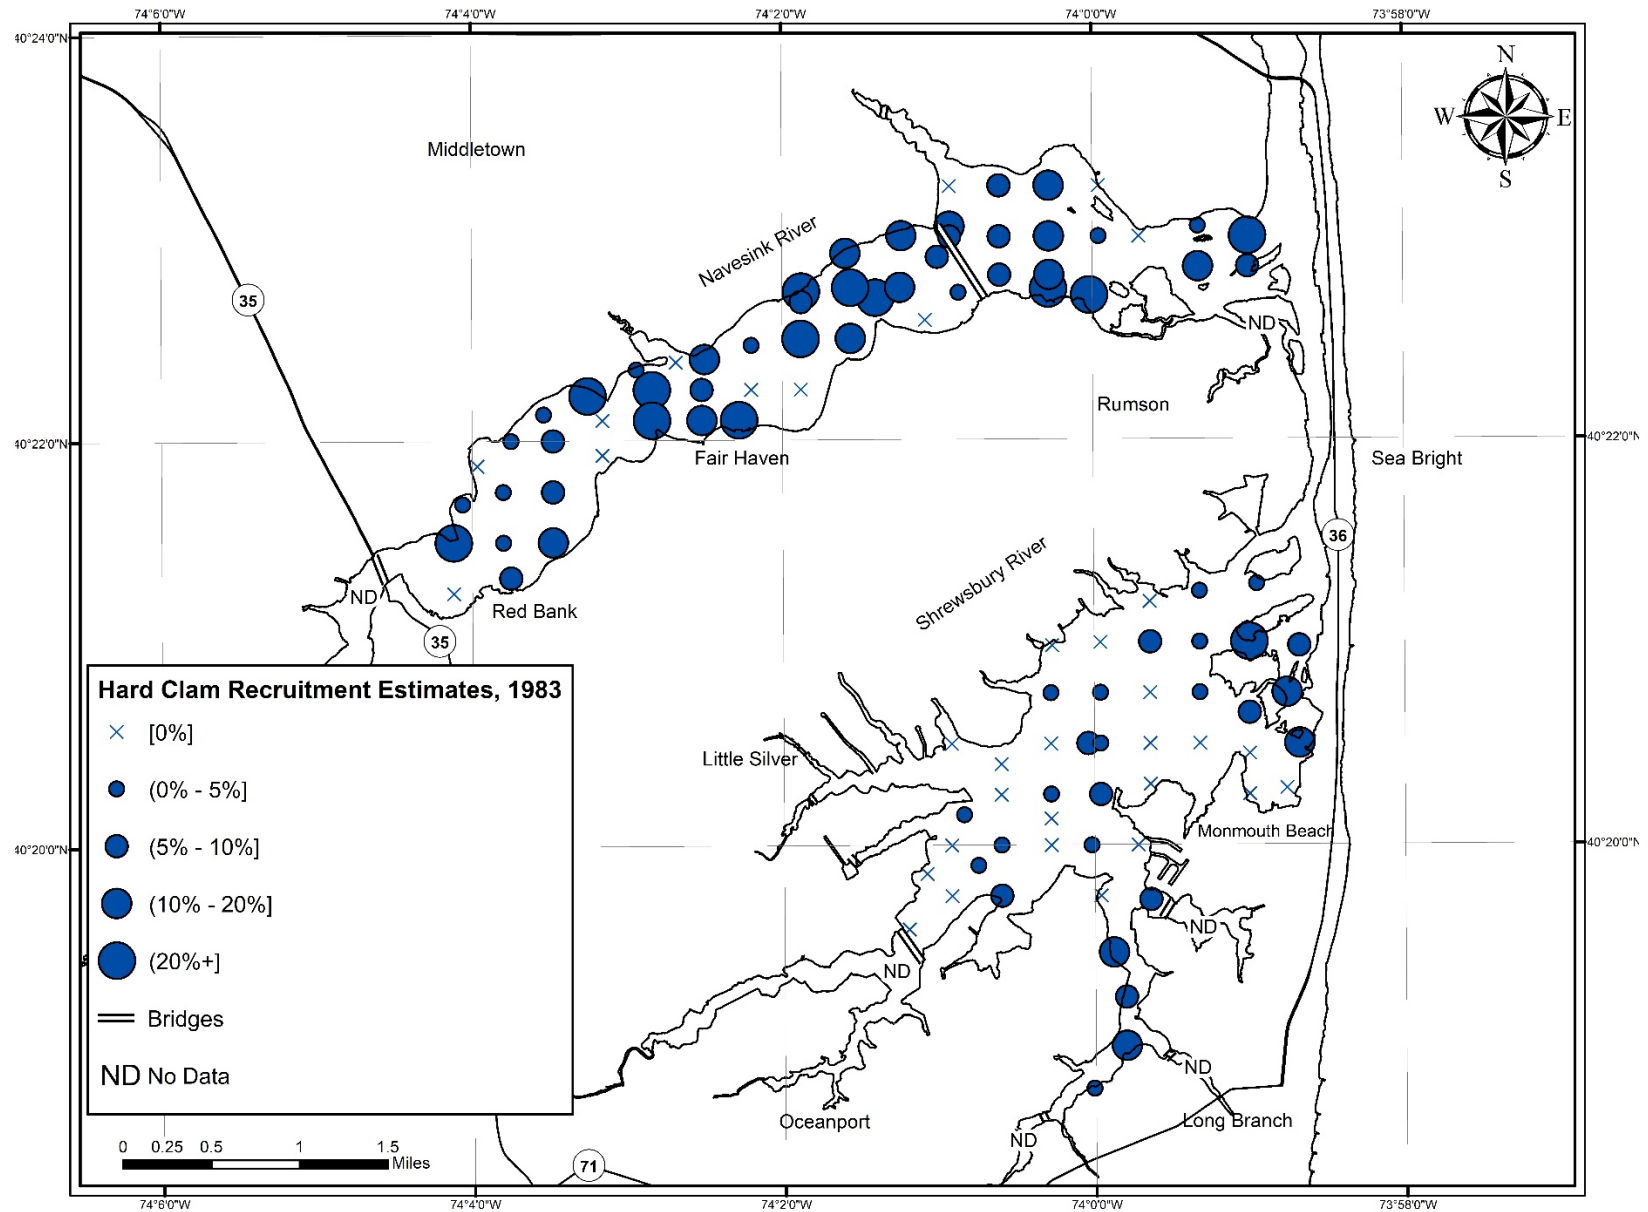 74°6'0"W 74°4'0"W 74°2'0"W 74°0'0"W 73°58'0"W
40°24'0"N
N
W E
S
Middletown
Navesink River
35
ND
Rumson
40°22'0"N 40°22'0"N
Fair Haven
Sea Bright
36
Shrewsbury River
ND
Red Bank
35
Hard Clam Recruitment Estimates, 1983
[0%]
(0% - 5%]
(5% - 10%]
(10% - 20%]
(20%+]
Bridges
ND No Data
Little Silver
Monmouth Beach
40°20'0"N 40°20'0"N
ND
ND
ND
Oceanport
Long Branch
ND
0 0.25 0.5 1 1.5
Miles
71
74°6'0"W 74°4'0"W 74°2'0"W 74°0'0"W 73°58'0"W